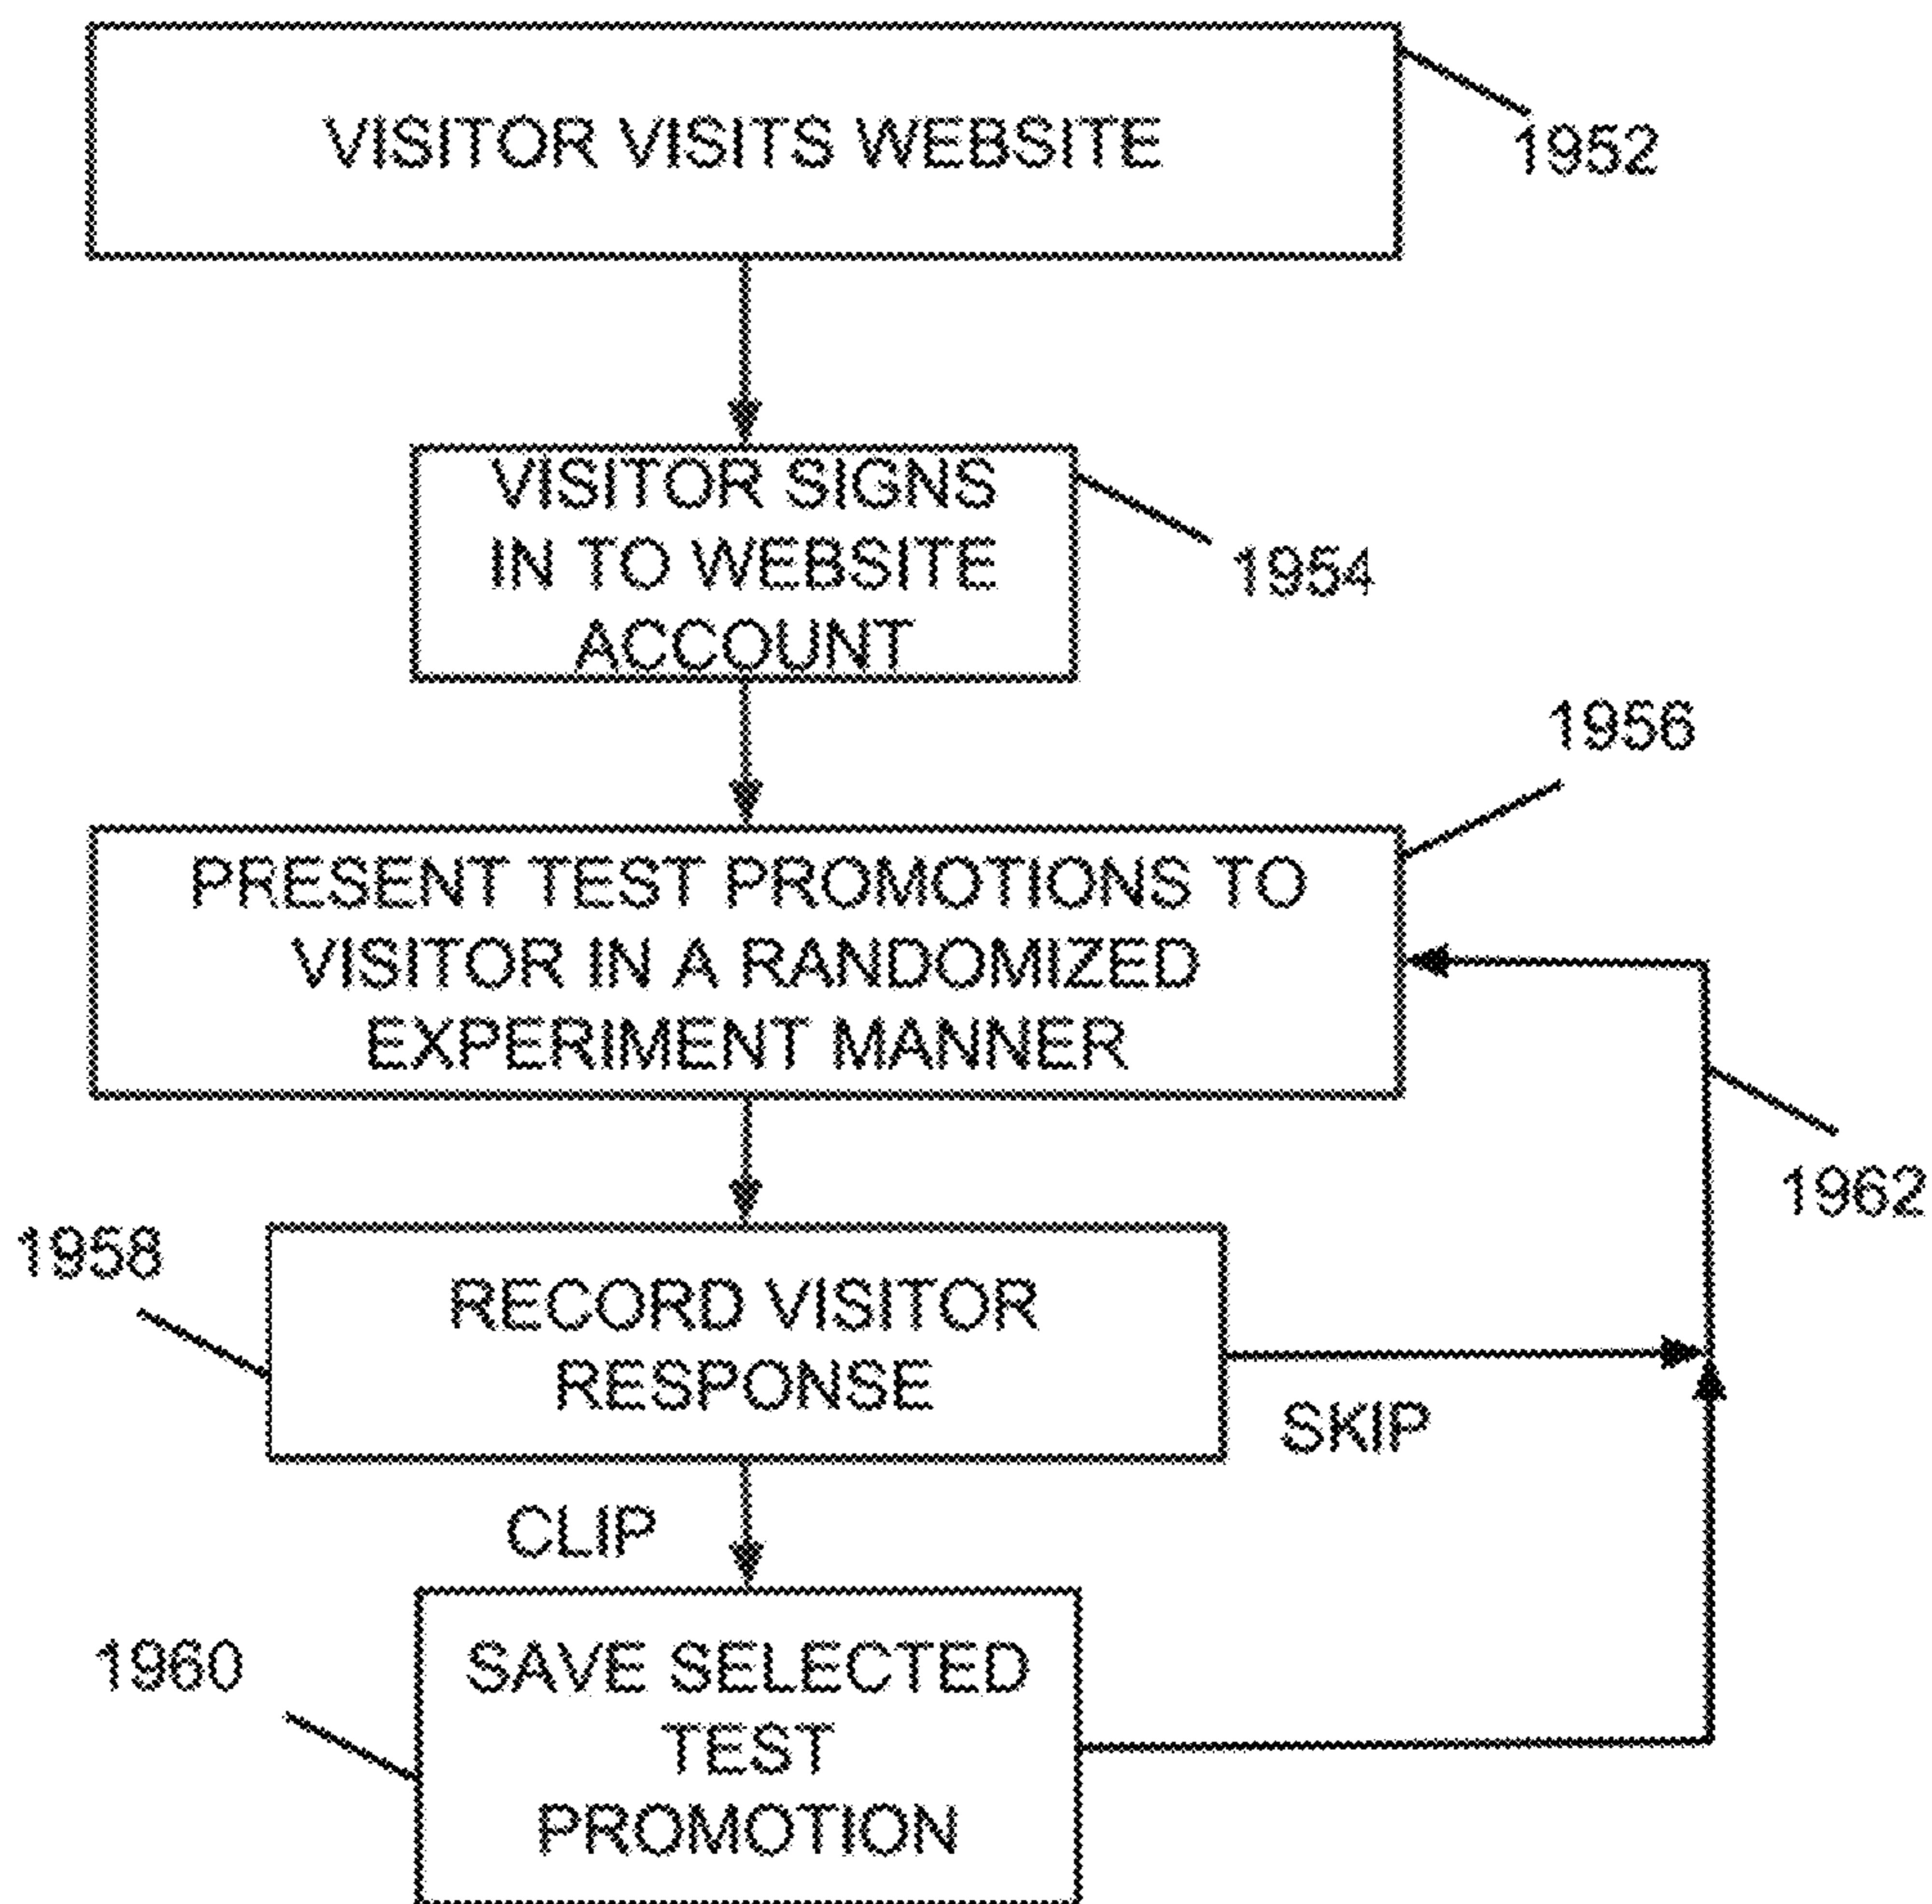 VISITOR VISITS WEBSITE
1952
VISITOR SIGNS
IN TO WEBSITE
ACCOUNT
1954
1956
PRESENT TEST PROMOTIONS TO
VISITOR IN A RANDOMIZED
EXPERIMENT MANNER
1962
1958
RECORD VISITOR
RESPONSE
SKIP
CLIP
1960
SAVE SELECTED
TEST
PROMOTION